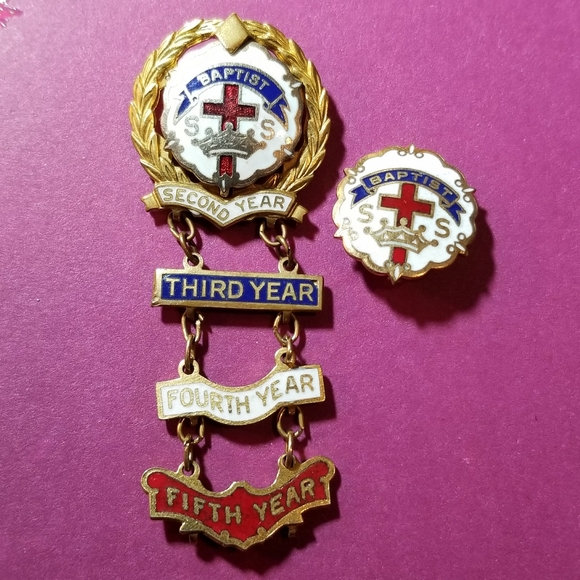 BAPTIST
S S
SECOND YEAR
THIRD YEAR
FOURTH YEAR
FIFTH YEAR
BAPTIST
S S